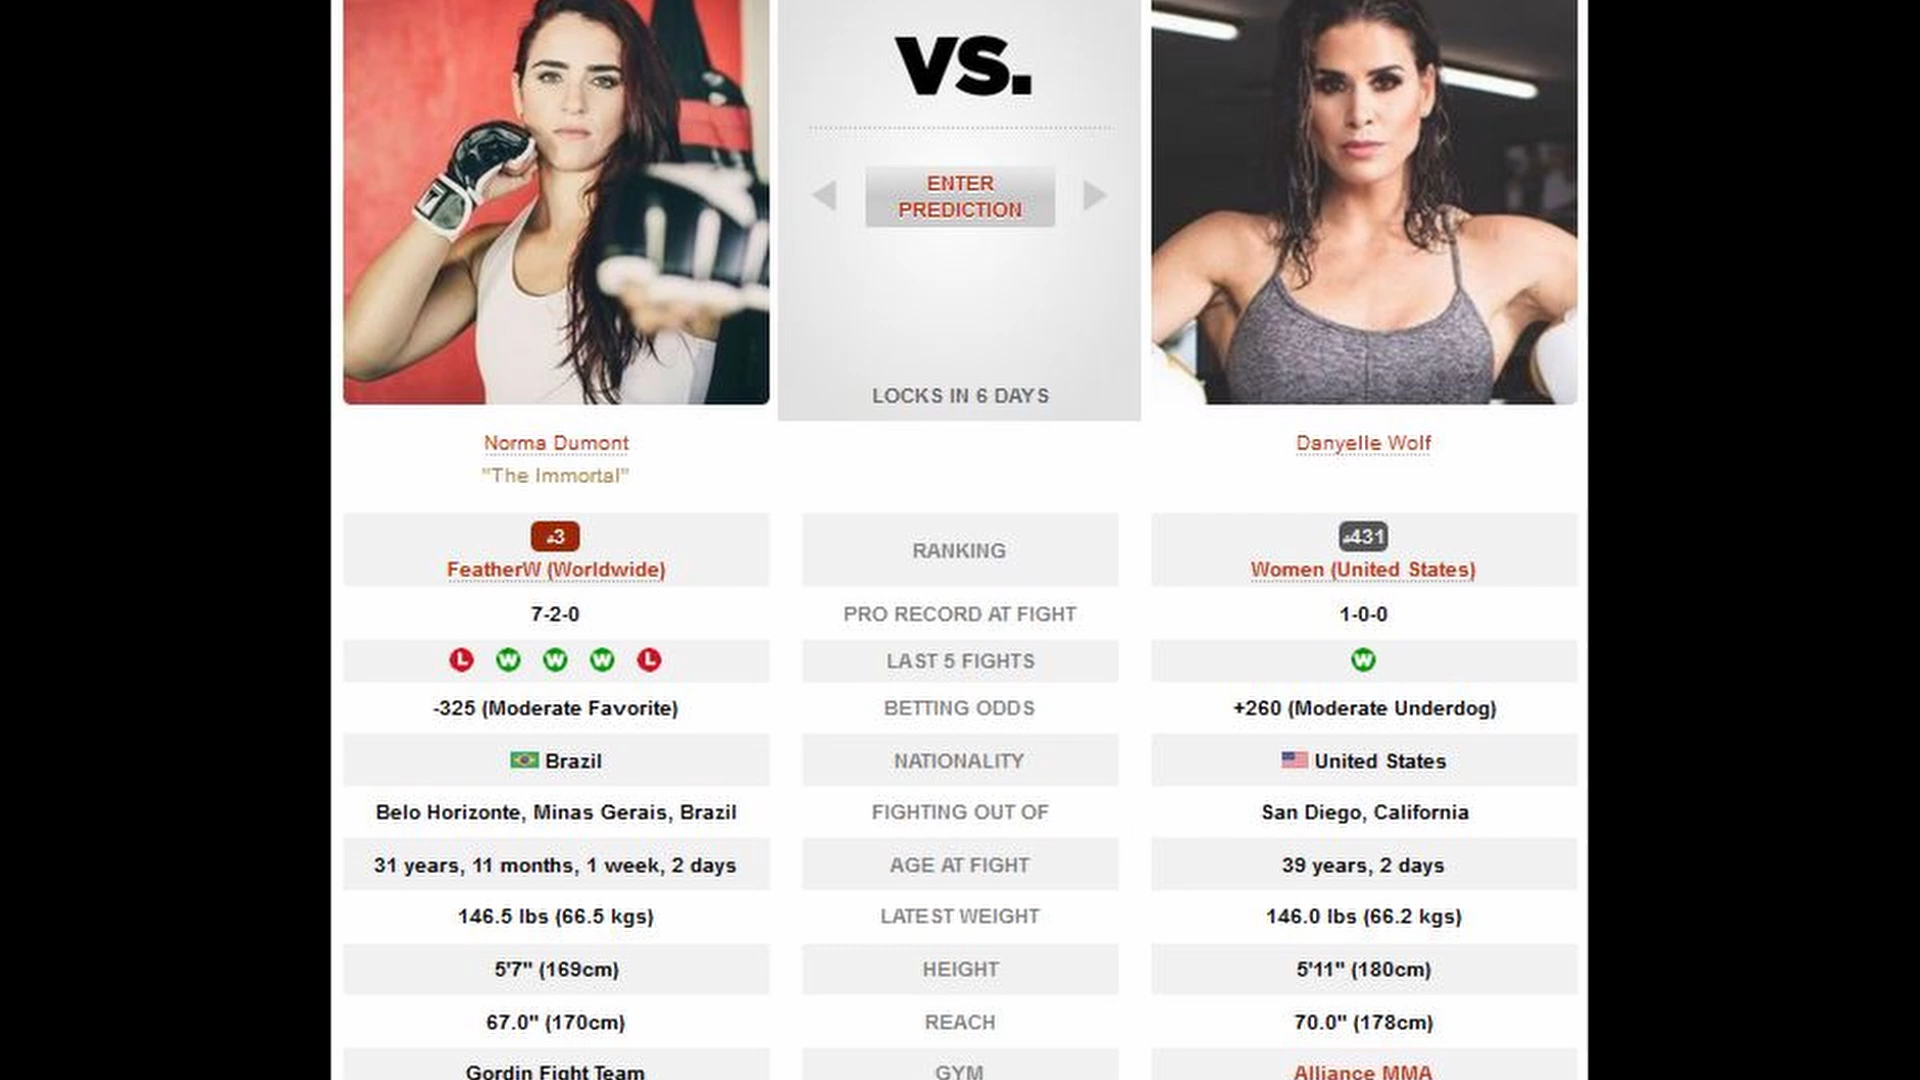 VS.
ENTER
PREDICTION
LOCKS IN 6 DAYS
Norma Dumont
"The Immortal"
Danyelle Wolf
3
FeatherW (Worldwide)
RANKING
431
Women (United States)
7-2-0
PRO RECORD AT FIGHT
1-0-0
L W W W L
LAST 5 FIGHTS
W
-325 (Moderate Favorite)
BETTING ODDS
+260 (Moderate Underdog)
Brazil
NATIONALITY
United States
Belo Horizonte, Minas Gerais, Brazil
FIGHTING OUT OF
San Diego, California
31 years, 11 months, 1 week, 2 days
AGE AT FIGHT
39 years, 2 days
146.5 lbs (66.5 kgs)
LATEST WEIGHT
146.0 lbs (66.2 kgs)
5'7" (169cm)
HEIGHT
5'11" (180cm)
67.0" (170cm)
REACH
70.0" (178cm)
Gordin Fight Team
GYM
Alliance MMA